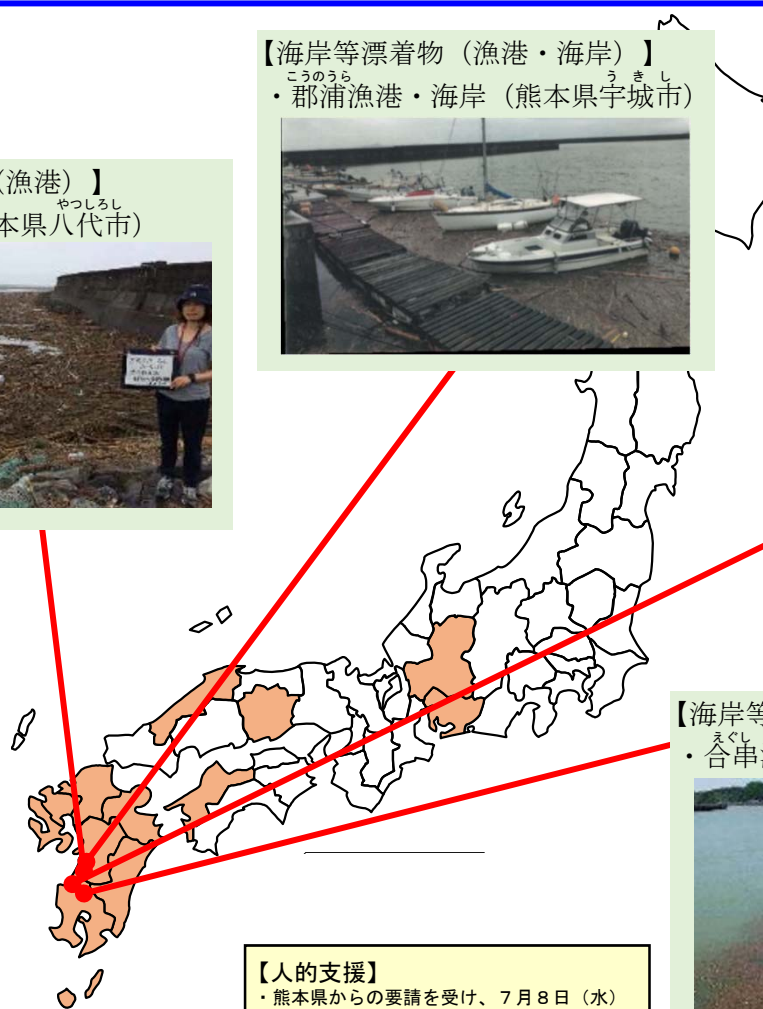 【海岸等漂着物（漁港・海岸）】
こうのうら うきし
・郡浦漁港・海岸（熊本県宇城市）
（漁港）】
やつしろし
本県八代市）
【海岸等
えぐし
・合串
【人的支援】
・熊本県からの要請を受け、７月８日（水）